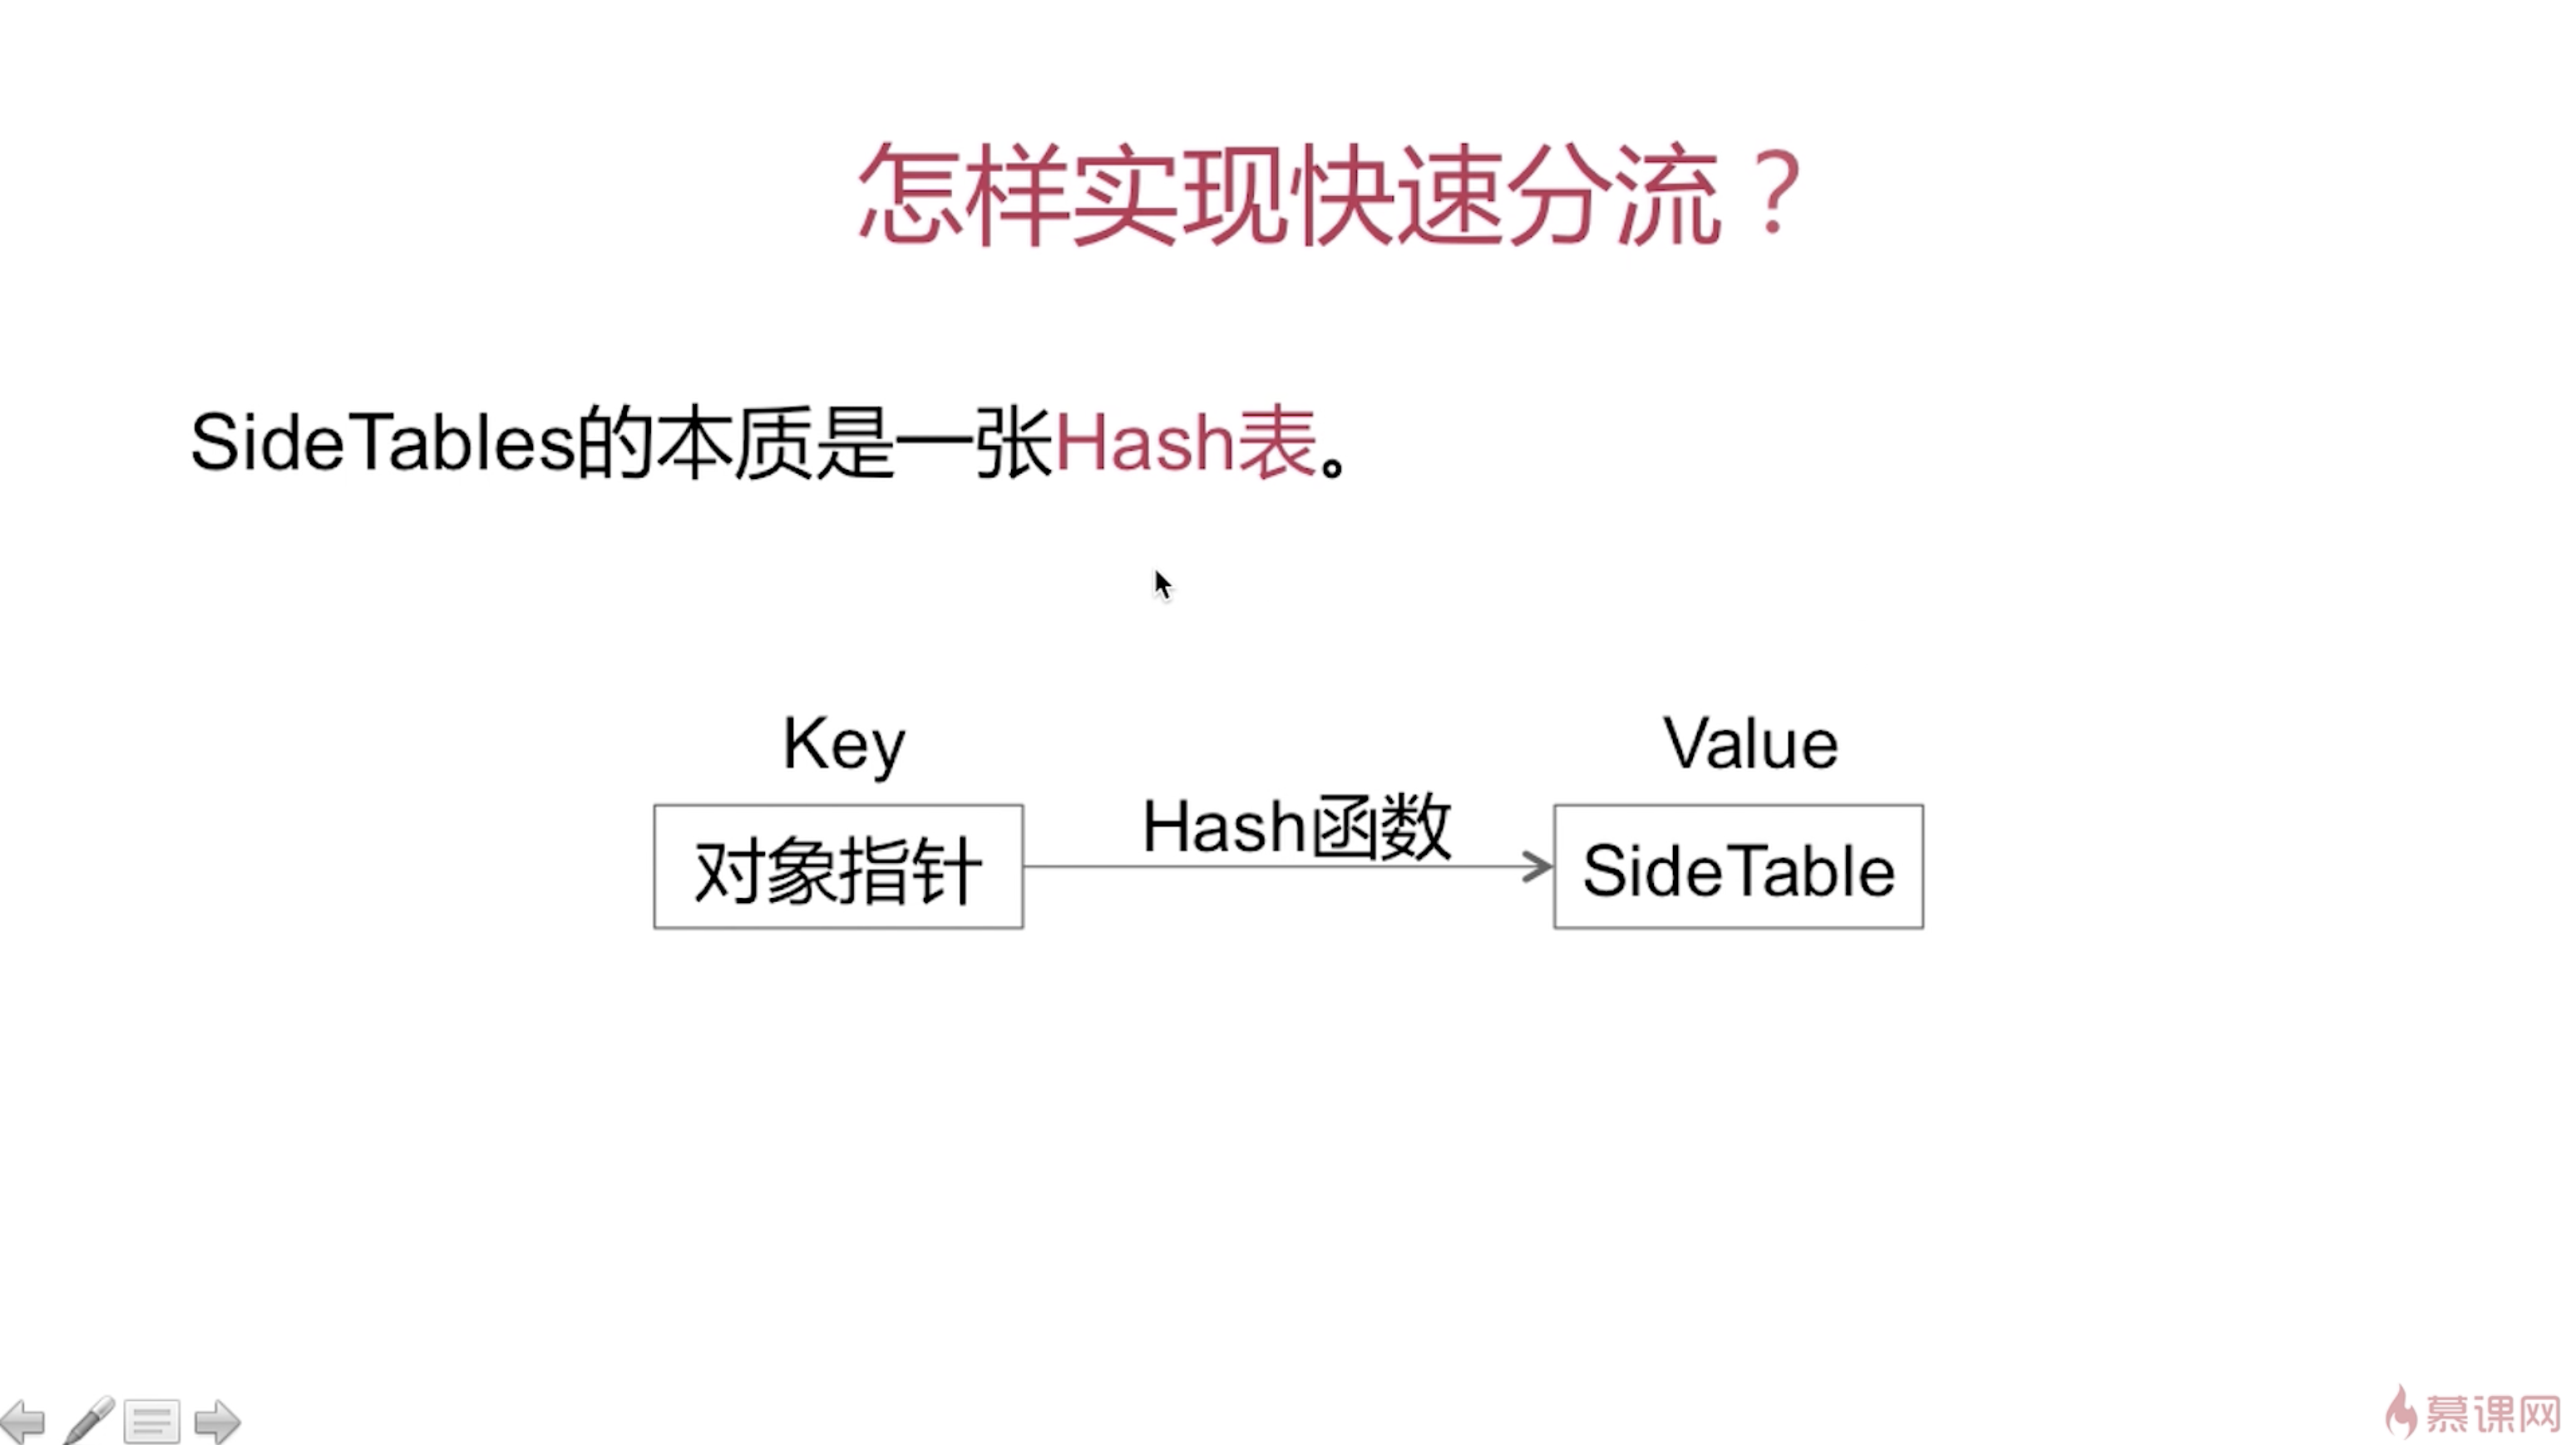 怎样实现快速分流？
SideTables的本质是一张Hash表。
Key
Value
Hash函数
对象指针
SideTable
慕课网